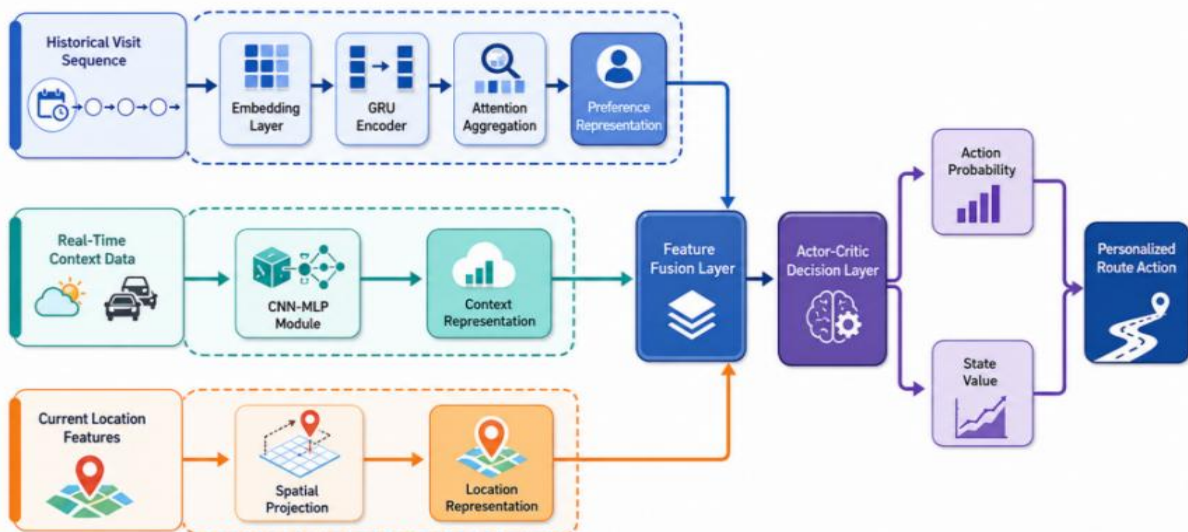 Historical Visit
Sequence
Embedding
Layer
GRU
Encoder
Attention
Aggregation
Preference
Representation
Real-Time
Context Data
CNN-MLP
Module
Context
Representation
Current Location
Features
Spatial
Projection
Location
Representation
Feature
Fusion Layer
Actor-Critic
Decision Layer
Action
Probability
State
Value
Personalized
Route Action